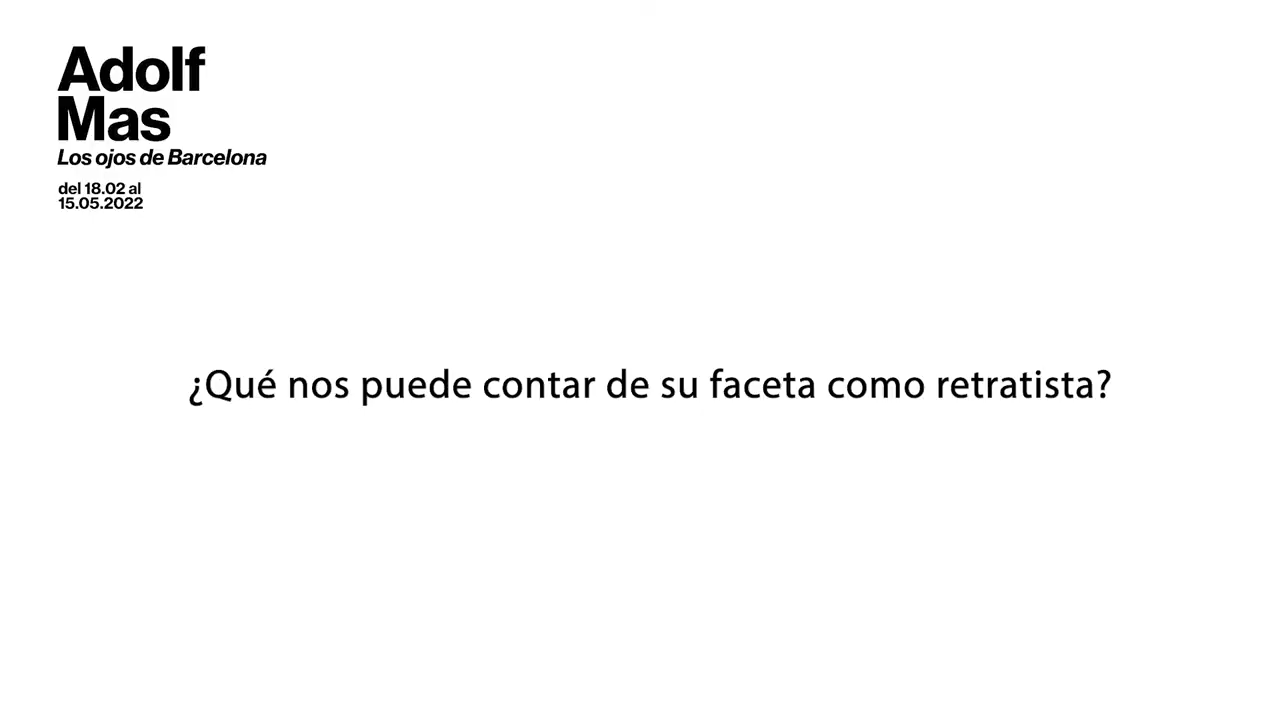 Adolf
Mas
Los ojos de Barcelona
del 18.02 al
15.05.2022
¿Qué nos puede contar de su faceta como retratista?